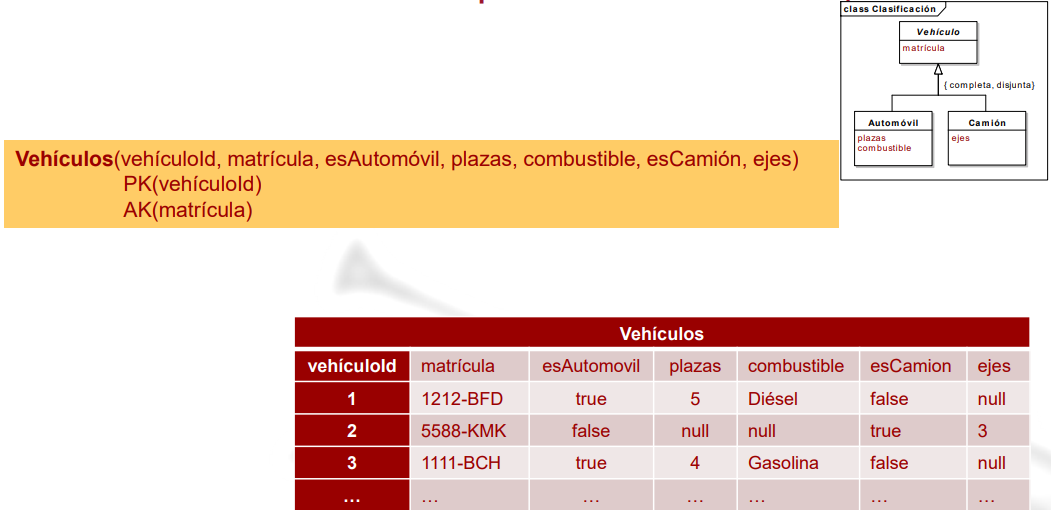 class Clasificación
Vehículo
matrícula
{ completa, disjunta}
Automóvil
plazas
combustible
Camión
ejes
Vehículos(vehículoId, matrícula, esAutomóvil, plazas, combustible, esCamión, ejes)
PK(vehículoId)
AK(matrícula)
Vehículos
vehículoId matrícula esAutomovil plazas combustible esCamion ejes
1 1212-BFD true 5 Diésel false null
2 5588-KMK false null null true 3
3 1111-BCH true 4 Gasolina false null
... ... ... ... ... ... ...